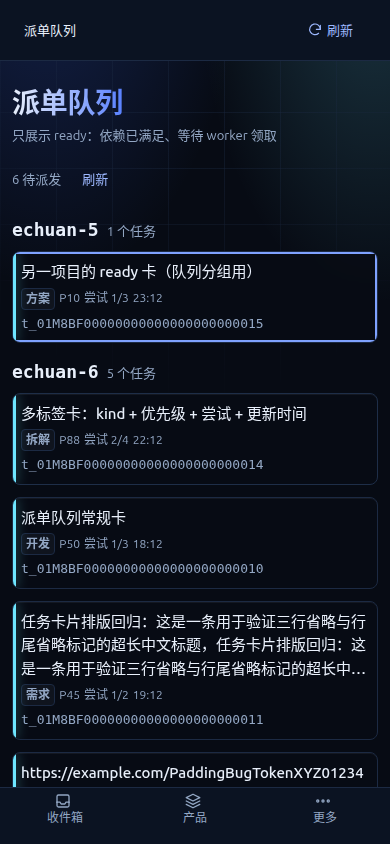 派单队列 刷新
派单队列
只展示 ready：依赖已满足、等待 worker 领取
6 待派发 刷新
echuan-5 1 个任务
另一项目的 ready 卡（队列分组用）
方案 P10 尝试 1/3 23:12
t_01M8BF00000000000000000015
echuan-6 5 个任务
多标签卡：kind + 优先级 + 尝试 + 更新时间
拆解 P88 尝试 2/4 22:12
t_01M8BF00000000000000000014
派单队列常规卡
开发 P50 尝试 1/3 18:12
t_01M8BF00000000000000000010
任务卡片排版回归：这是一条用于验证三行省略与行
尾省略标记的超长中文标题，任务卡片排版回归：这
是一条用于验证三行省略与行尾省略标记的超长中…
需求 P45 尝试 1/2 19:12
t_01M8BF00000000000000000011
https://example.com/PaddingBugTokenXYZ01234
收件箱 产品 更多